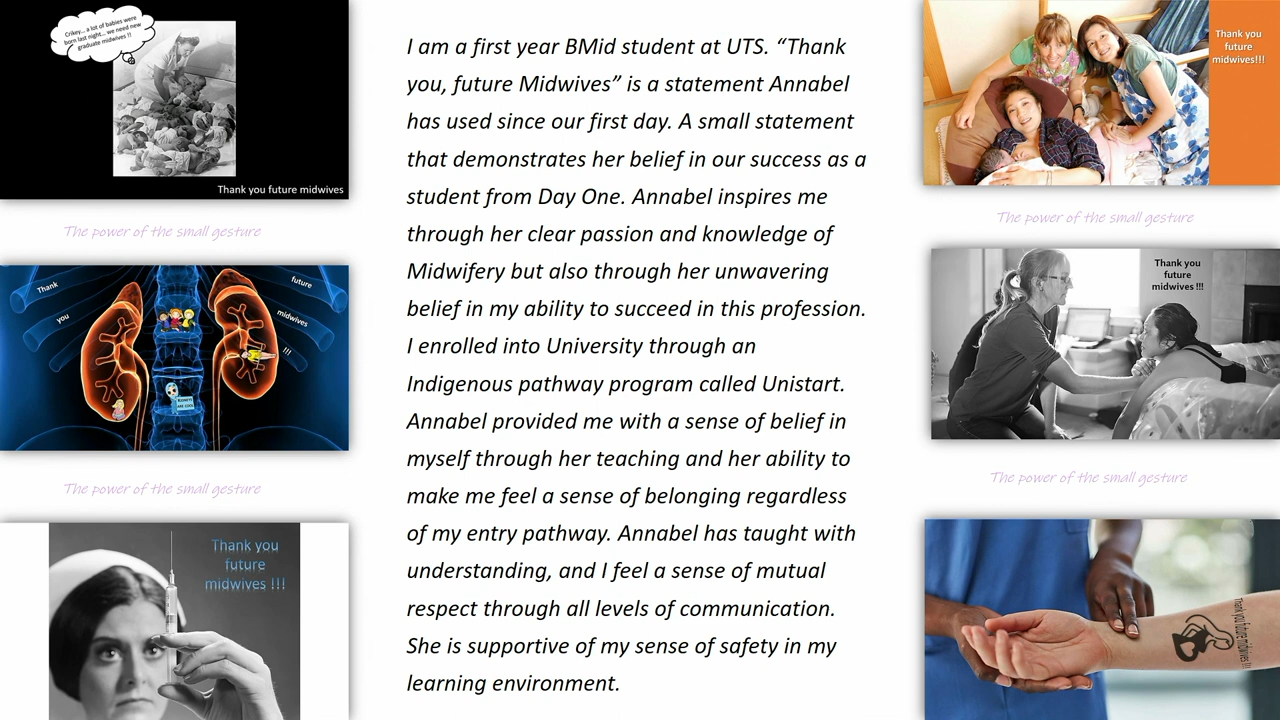 Crikey... a lot of babies were
born last night... we need new
graduate midwives !!
Thank you future midwives
The power of the small gesture
Thank
you
future
midwives
!!!
KIDNEYS
ARE COOL
The power of the small gesture
Thank you
future
midwives !!!
I am a first year BMid student at UTS. “Thank
you, future Midwives” is a statement Annabel
has used since our first day. A small statement
that demonstrates her belief in our success as a
student from Day One. Annabel inspires me
through her clear passion and knowledge of
Midwifery but also through her unwavering
belief in my ability to succeed in this profession.
I enrolled into University through an
Indigenous pathway program called Unistart.
Annabel provided me with a sense of belief in
myself through her teaching and her ability to
make me feel a sense of belonging regardless
of my entry pathway. Annabel has taught with
understanding, and I feel a sense of mutual
respect through all levels of communication.
She is supportive of my sense of safety in my
learning environment.
Thank you
future
midwives!!!
The power of the small gesture
Thank you
future
midwives !!!
The power of the small gesture
Thank you future midwives !!!